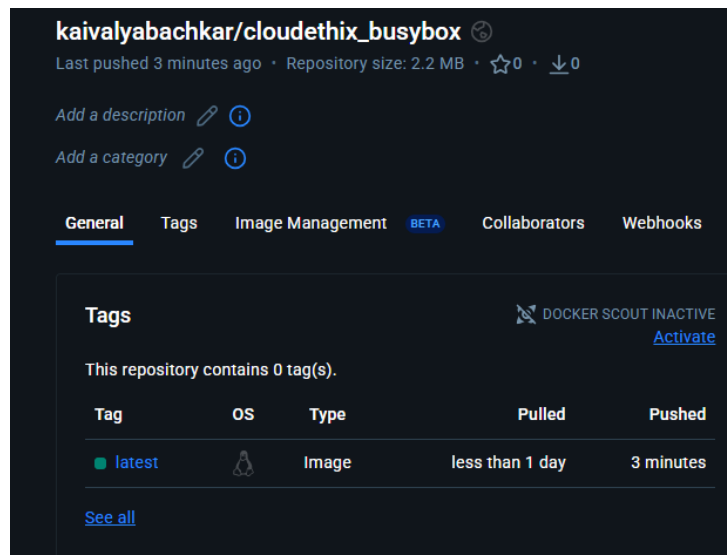 kaivalyabachkar/cloudethix_busybox
Last pushed 3 minutes ago • Repository size: 2.2 MB • 0 • 0
Add a description
Add a category
General Tags Image Management BETA Collaborators Webhooks
Tags DOCKER SCOUT INACTIVE
Activate
This repository contains 0 tag(s).
Tag OS Type Pulled Pushed
latest Image less than 1 day 3 minutes
See all